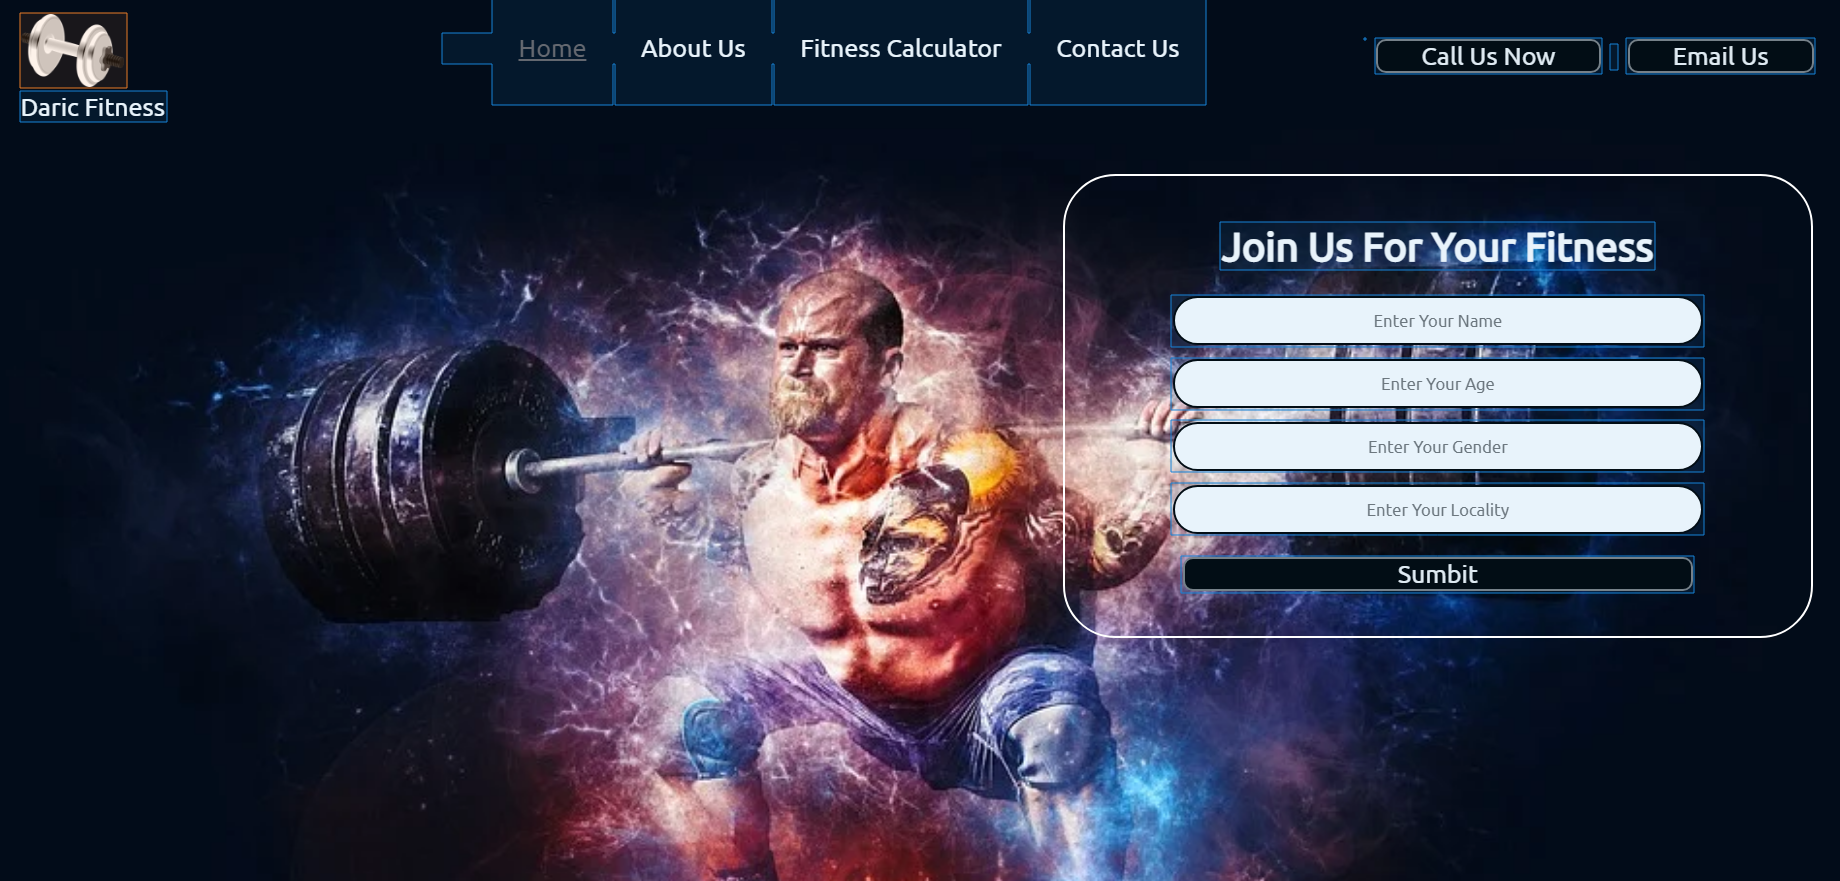 Daric Fitness
Home
About Us
Fitness Calculator
Contact Us
Call Us Now
Email Us
Join Us For Your Fitness
Enter Your Name
Enter Your Age
Enter Your Gender
Enter Your Locality
Sumbit